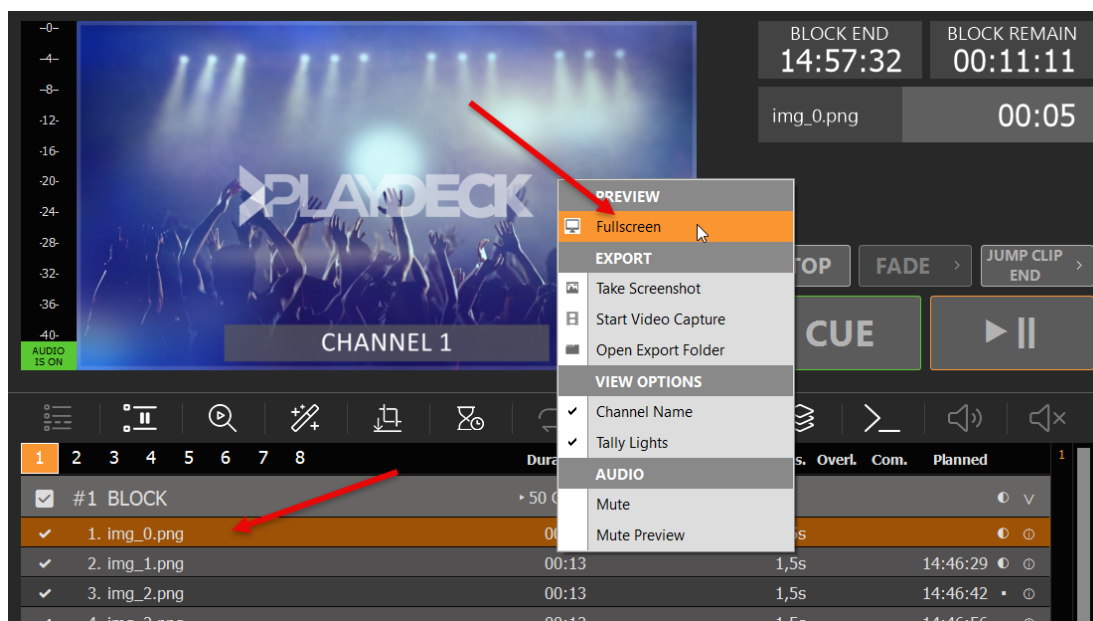 -0-
-4-
-8-
-12-
-16-
-20-
-24-
-28-
-32-
-36-
-40-
AUDIO
IS ON
PLAYDECK
CHANNEL 1
BLOCK END
14:57:32
BLOCK REMAIN
00:11:11
img_0.png
00:05
PREVIEW
Fullscreen
EXPORT
Take Screenshot
Start Video Capture
Open Export Folder
VIEW OPTIONS
Channel Name
Tally Lights
AUDIO
Mute
Mute Preview
FADE
JUMP CLIP
END
CUE
1 2 3 4 5 6 7 8
Overl. Com. Planned 1
#1 BLOCK
1. img_0.png
2. img_1.png 00:13 1,5s 14:46:29
3. img_2.png 00:13 1,5s 14:46:42